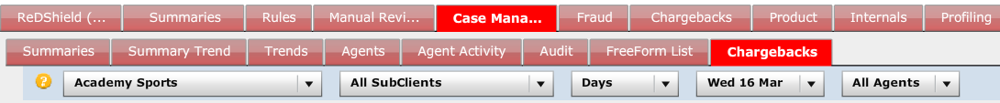 ReDShield (... Summaries Rules Manual Revi... Case Mana... Fraud Chargebacks Product Internals Profiling
Summaries Summary Trend Trends Agents Agent Activity Audit FreeForm List Chargebacks
? Academy Sports All SubClients Days Wed 16 Mar All Agents